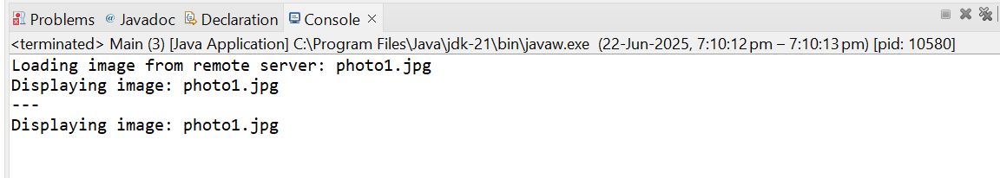 Problems @ Javadoc Declaration Console
<terminated> Main (3) [Java Application] C:\Program Files\Java\jdk-21\bin\javaw.exe (22-Jun-2025, 7:10:12 pm – 7:10:13 pm) [pid: 10580]
Loading image from remote server: photo1.jpg
Displaying image: photo1.jpg
---
Displaying image: photo1.jpg